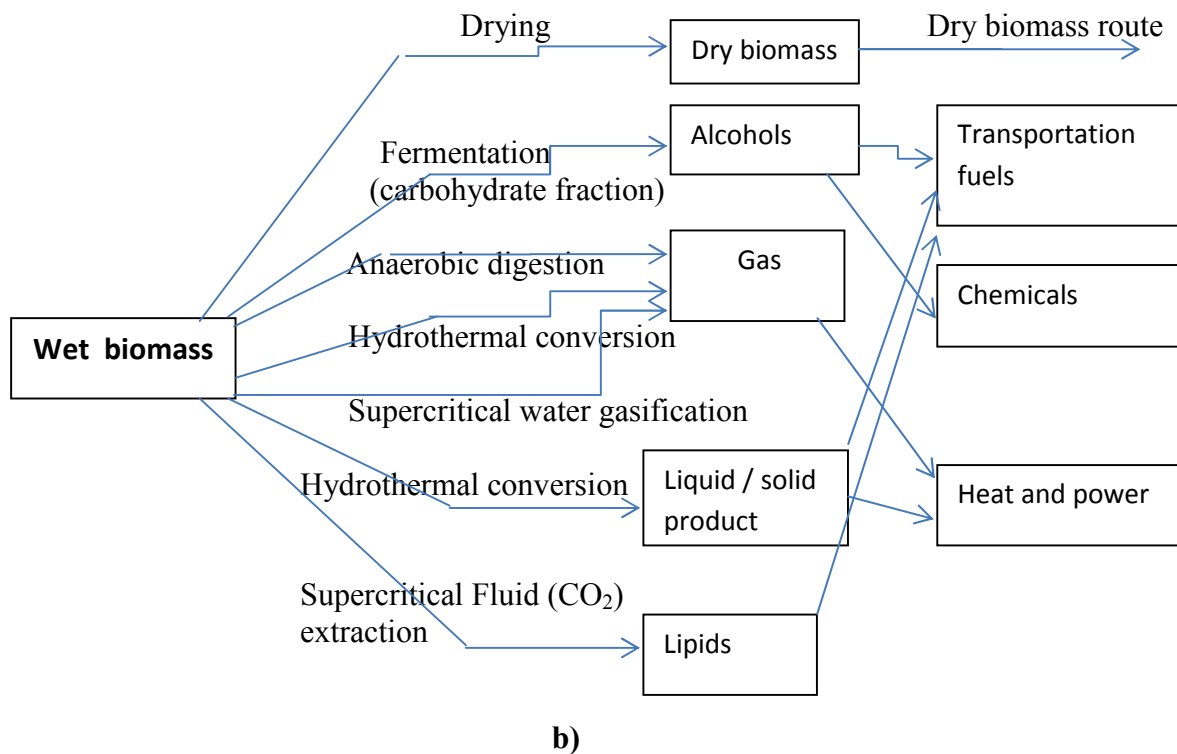 Drying
Dry biomass
Dry biomass route
Fermentation
(carbohydrate fraction)
Alcohols
Transportation
fuels
Anaerobic digestion
Gas
Chemicals
Wet biomass
Hydrothermal conversion
Supercritical water gasification
Hydrothermal conversion
Liquid / solid
product
Heat and power
Supercritical Fluid (CO₂)
extraction
Lipids
b)